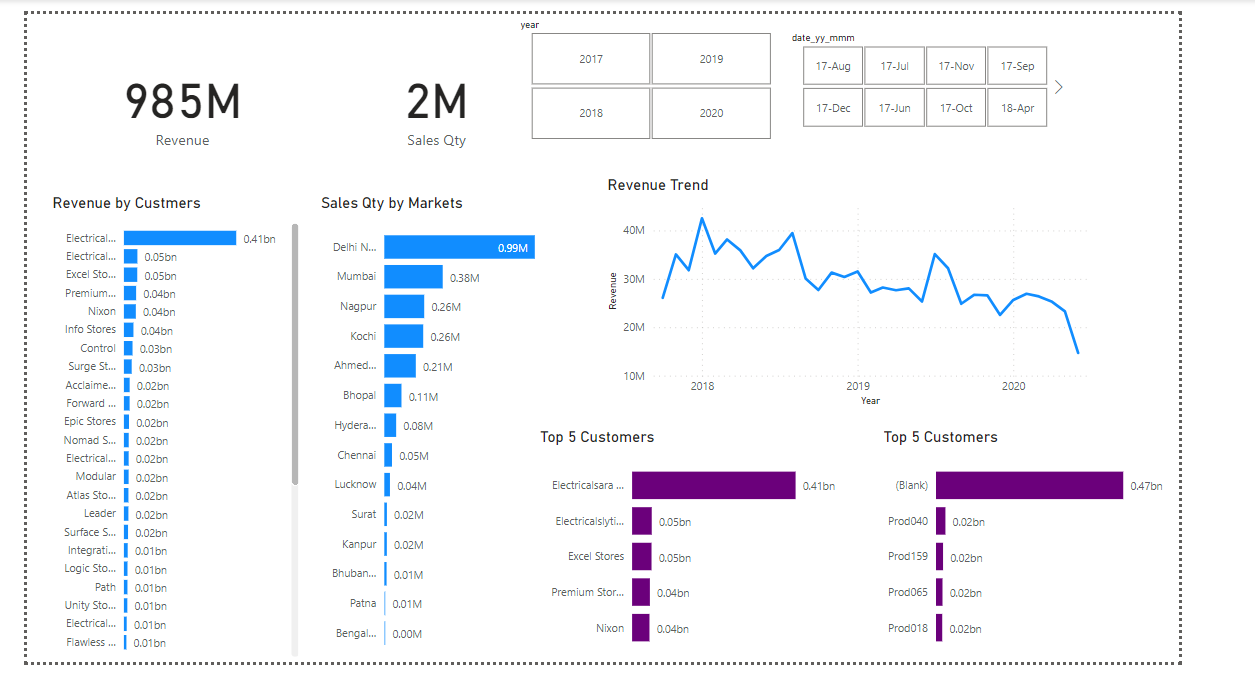 year
2017
2019
2018
2020
date_yy_mmm
17-Aug
17-Jul
17-Nov
17-Sep
17-Dec
17-Jun
17-Oct
18-Apr
985M
Revenue
2M
Sales Qty
Revenue by Custmers
Electrical... 0.41bn
Electrical... 0.05bn
Excel Sto... 0.05bn
Premium... 0.04bn
Nixon 0.04bn
Info Stores 0.04bn
Control 0.03bn
Surge St... 0.03bn
Acclaime... 0.02bn
Forward ... 0.02bn
Epic Stores 0.02bn
Nomad S... 0.02bn
Electrical... 0.02bn
Modular 0.02bn
Atlas Sto... 0.02bn
Leader 0.02bn
Surface S... 0.02bn
Integrati... 0.01bn
Logic Sto... 0.01bn
Path 0.01bn
Unity Sto... 0.01bn
Electrical... 0.01bn
Flawless ... 0.01bn
Sales Qty by Markets
Delhi N... 0.99M
Mumbai 0.38M
Nagpur 0.26M
Kochi 0.26M
Ahmed... 0.21M
Bhopal 0.11M
Hydera... 0.08M
Chennai 0.05M
Lucknow 0.04M
Surat 0.02M
Kanpur 0.02M
Bhuban... 0.01M
Patna 0.01M
Bengal... 0.00M
Revenue Trend
Revenue
40M
30M
20M
10M
2018
2019
2020
Year
Top 5 Customers
Electricalsara ... 0.41bn
Electricalslyti... 0.05bn
Excel Stores 0.05bn
Premium Stor... 0.04bn
Nixon 0.04bn
Top 5 Customers
(Blank) 0.47bn
Prod040 0.02bn
Prod159 0.02bn
Prod065 0.02bn
Prod018 0.02bn